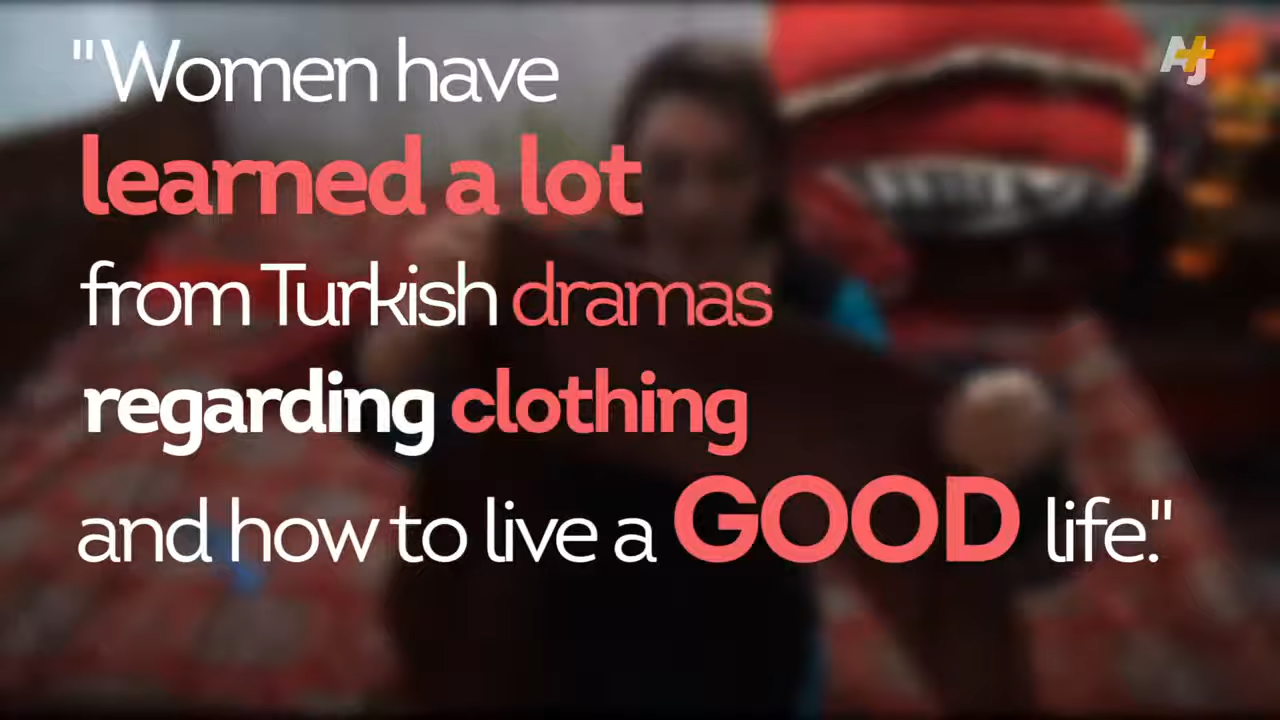 "Women have
learned a lot
from Turkish dramas
regarding clothing
and how to live a GOOD life."
AJ+